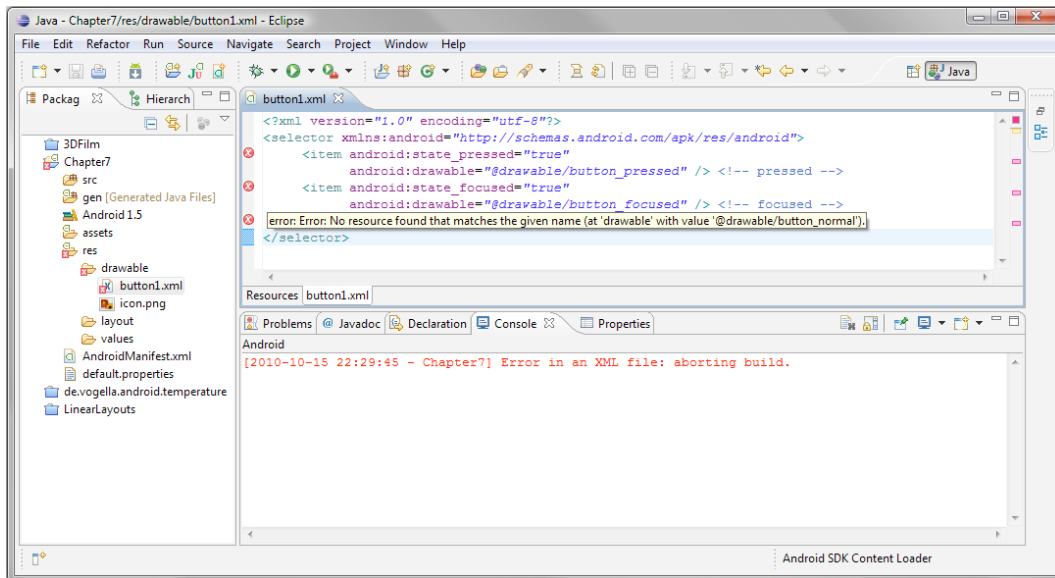 Java - Chapter7/res/drawable/button1.xml - Eclipse
File Edit Refactor Run Source Navigate Search Project Window Help
Java
Packag Hierarch
3DFilm
Chapter7
src
gen [Generated Java Files]
Android 1.5
assets
res
drawable
button1.xml
icon.png
layout
values
AndroidManifest.xml
default.properties
de.vogella.android.temperature
LinearLayouts
button1.xml
<?xml version="1.0" encoding="utf-8"?>
<selector xmlns:android="http://schemas.android.com/apk/res/android">
<item android:state_pressed="true"
android:drawable="@drawable/button_pressed" /> <!-- pressed -->
<item android:state_focused="true"
android:drawable="@drawable/button_focused" /> <!-- focused -->
error: Error: No resource found that matches the given name (at 'drawable' with value '@drawable/button_normal').
</selector>
Resources button1.xml
Problems @ Javadoc Declaration Console Properties
Android
[2010-10-15 22:29:45 - Chapter7] Error in an XML file: aborting build.
Android SDK Content Loader